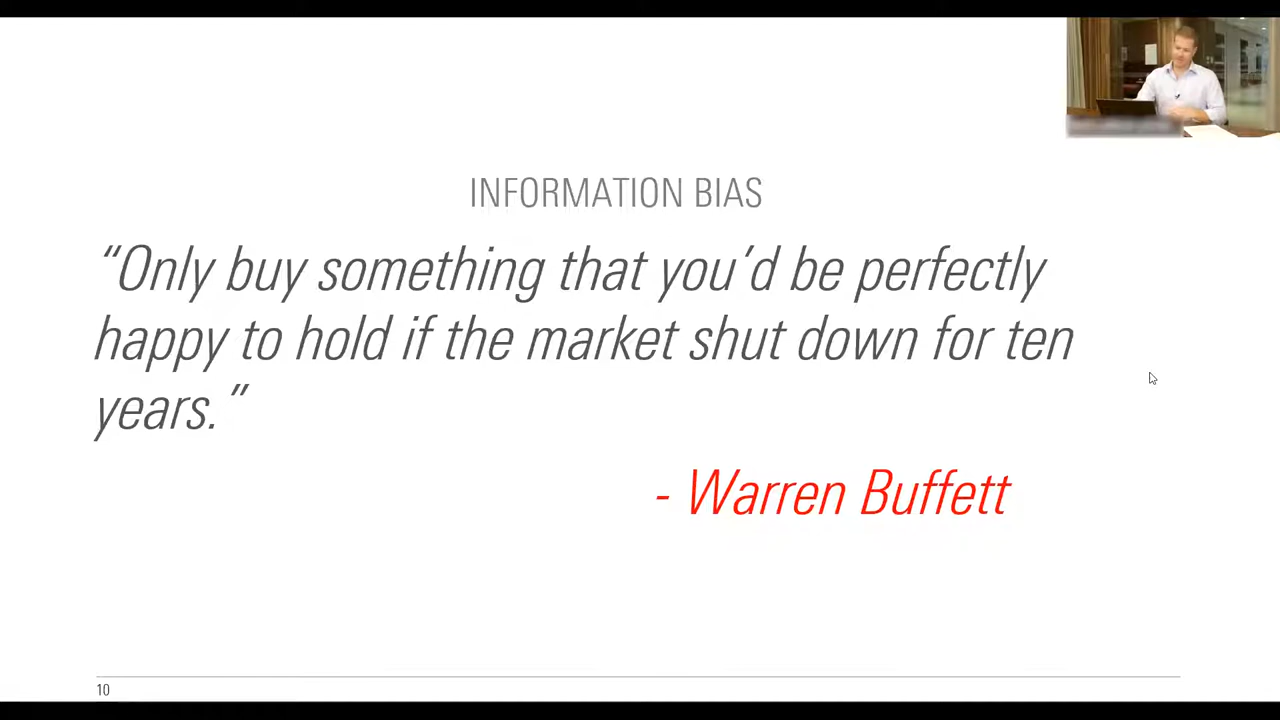 INFORMATION BIAS
“Only buy something that you’d be perfectly
happy to hold if the market shut down for ten
years.”
- Warren Buffett
10